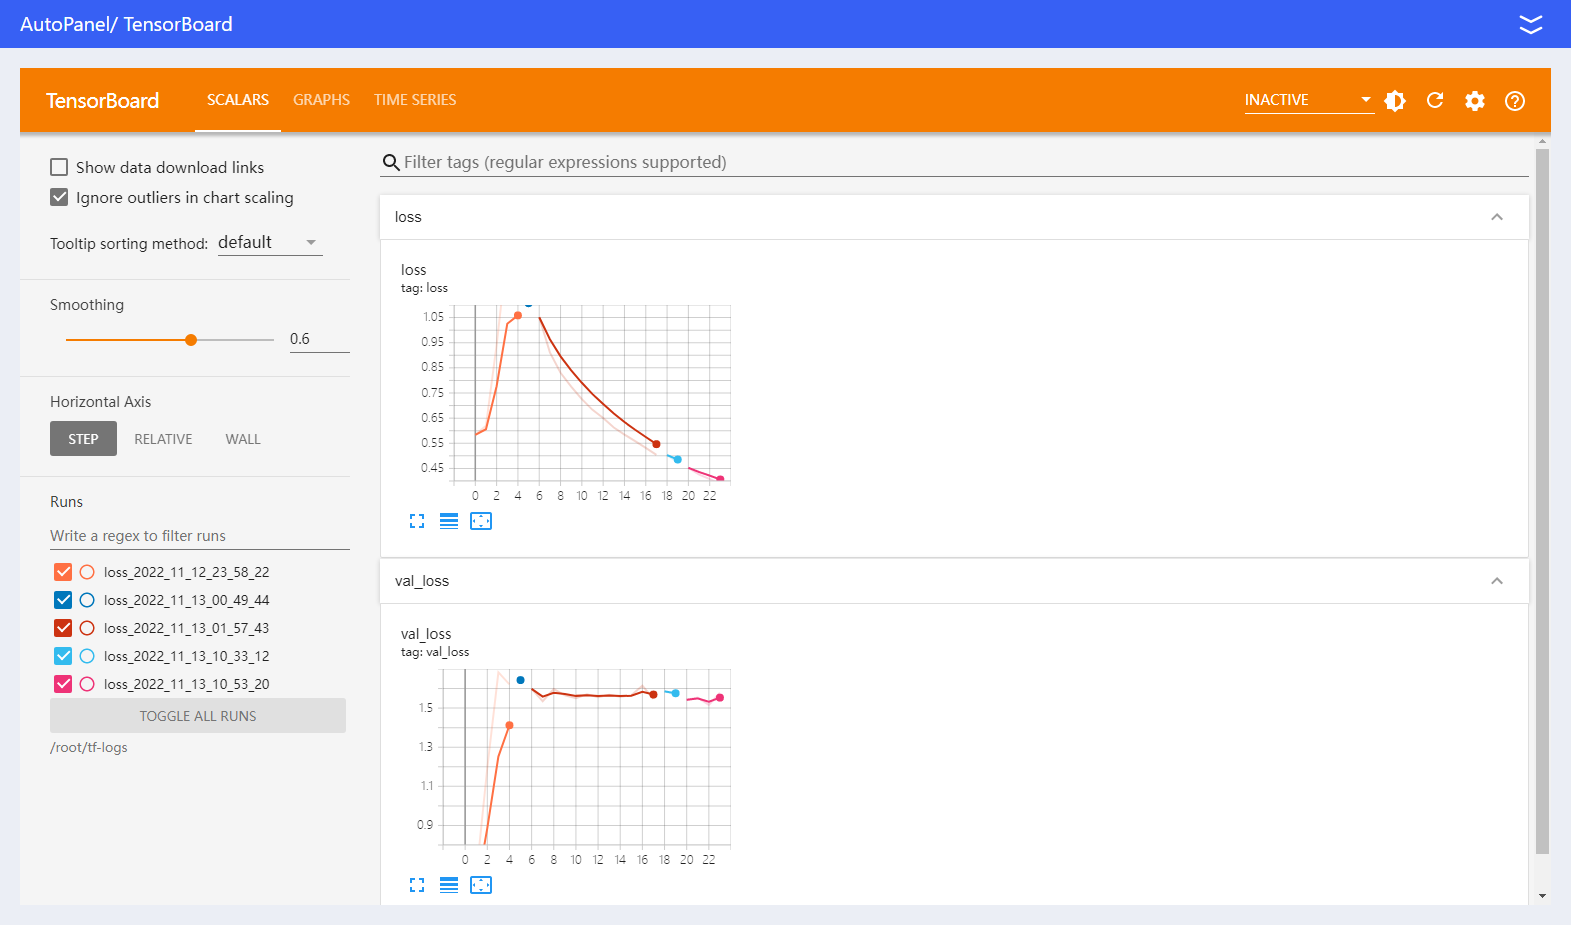 AutoPanel/ TensorBoard
TensorBoard
SCALARS
GRAPHS
TIME SERIES
INACTIVE
Show data download links
Ignore outliers in chart scaling
Tooltip sorting method: default
Smoothing
0.6
Horizontal Axis
STEP
RELATIVE
WALL
Runs
Write a regex to filter runs
loss_2022_11_12_23_58_22
loss_2022_11_13_00_49_44
loss_2022_11_13_01_57_43
loss_2022_11_13_10_33_12
loss_2022_11_13_10_53_20
TOGGLE ALL RUNS
/root/tf-logs
Filter tags (regular expressions supported)
loss
loss
tag: loss
1.05
0.95
0.85
0.75
0.65
0.55
0.45
0 2 4 6 8 10 12 14 16 18 20 22
val_loss
val_loss
tag: val_loss
1.5
1.3
1.1
0.9
0 2 4 6 8 10 12 14 16 18 20 22